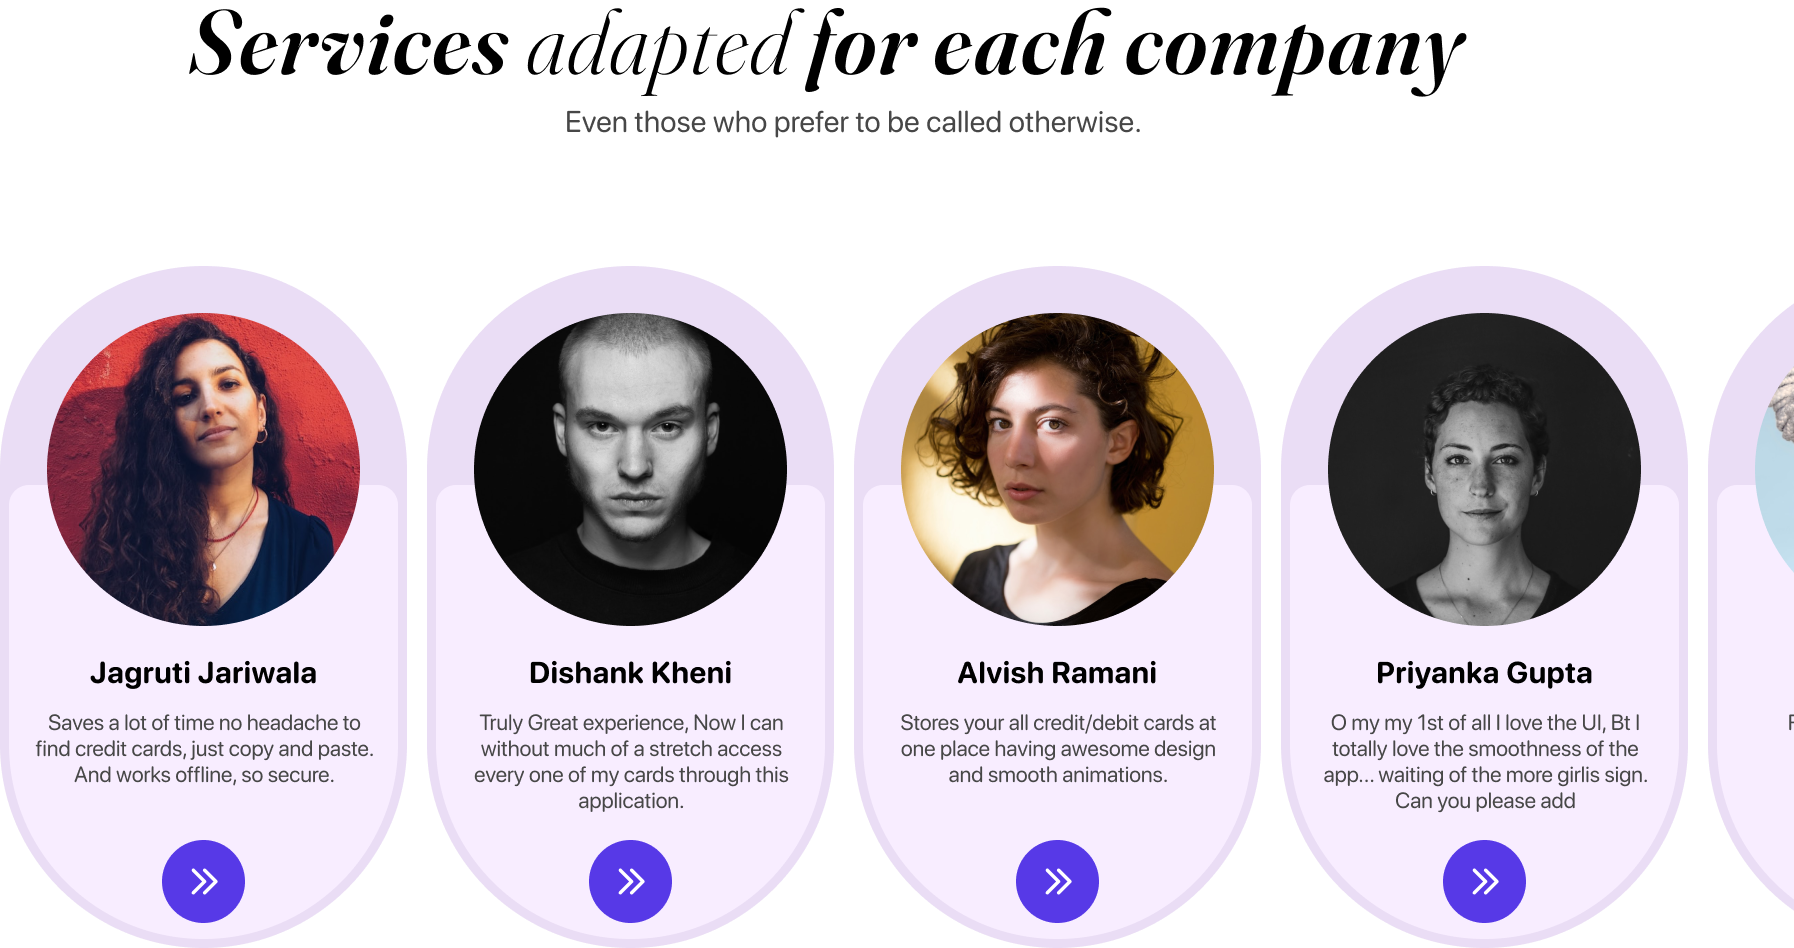 Services adapted for each company
Even those who prefer to be called otherwise.
Jagruti Jariwala
Saves a lot of time no headache to
find credit cards, just copy and paste.
And works offline, so secure.
Dishank Kheni
Truly Great experience, Now I can
without much of a stretch access
every one of my cards through this
application.
Alvish Ramani
Stores your all credit/debit cards at
one place having awesome design
and smooth animations.
Priyanka Gupta
O my my 1st of all I love the UI, Bt I
totally love the smoothness of the
app... waiting of the more girlis sign.
Can you please add